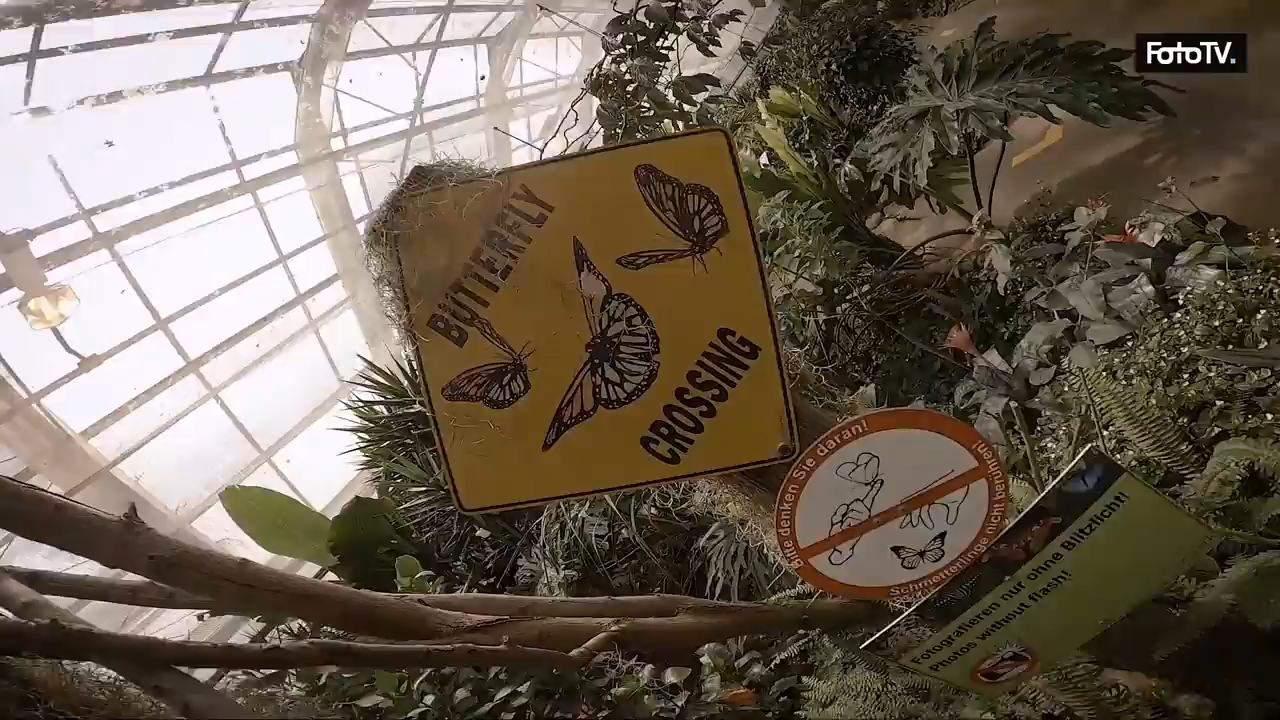 FotoTV.
BUTTERFLY
CROSSING
Bitte denken Sie daran!
Schmetterlinge nicht berühren!
Fotografieren nur ohne Blitzlicht!
Photos without flash!